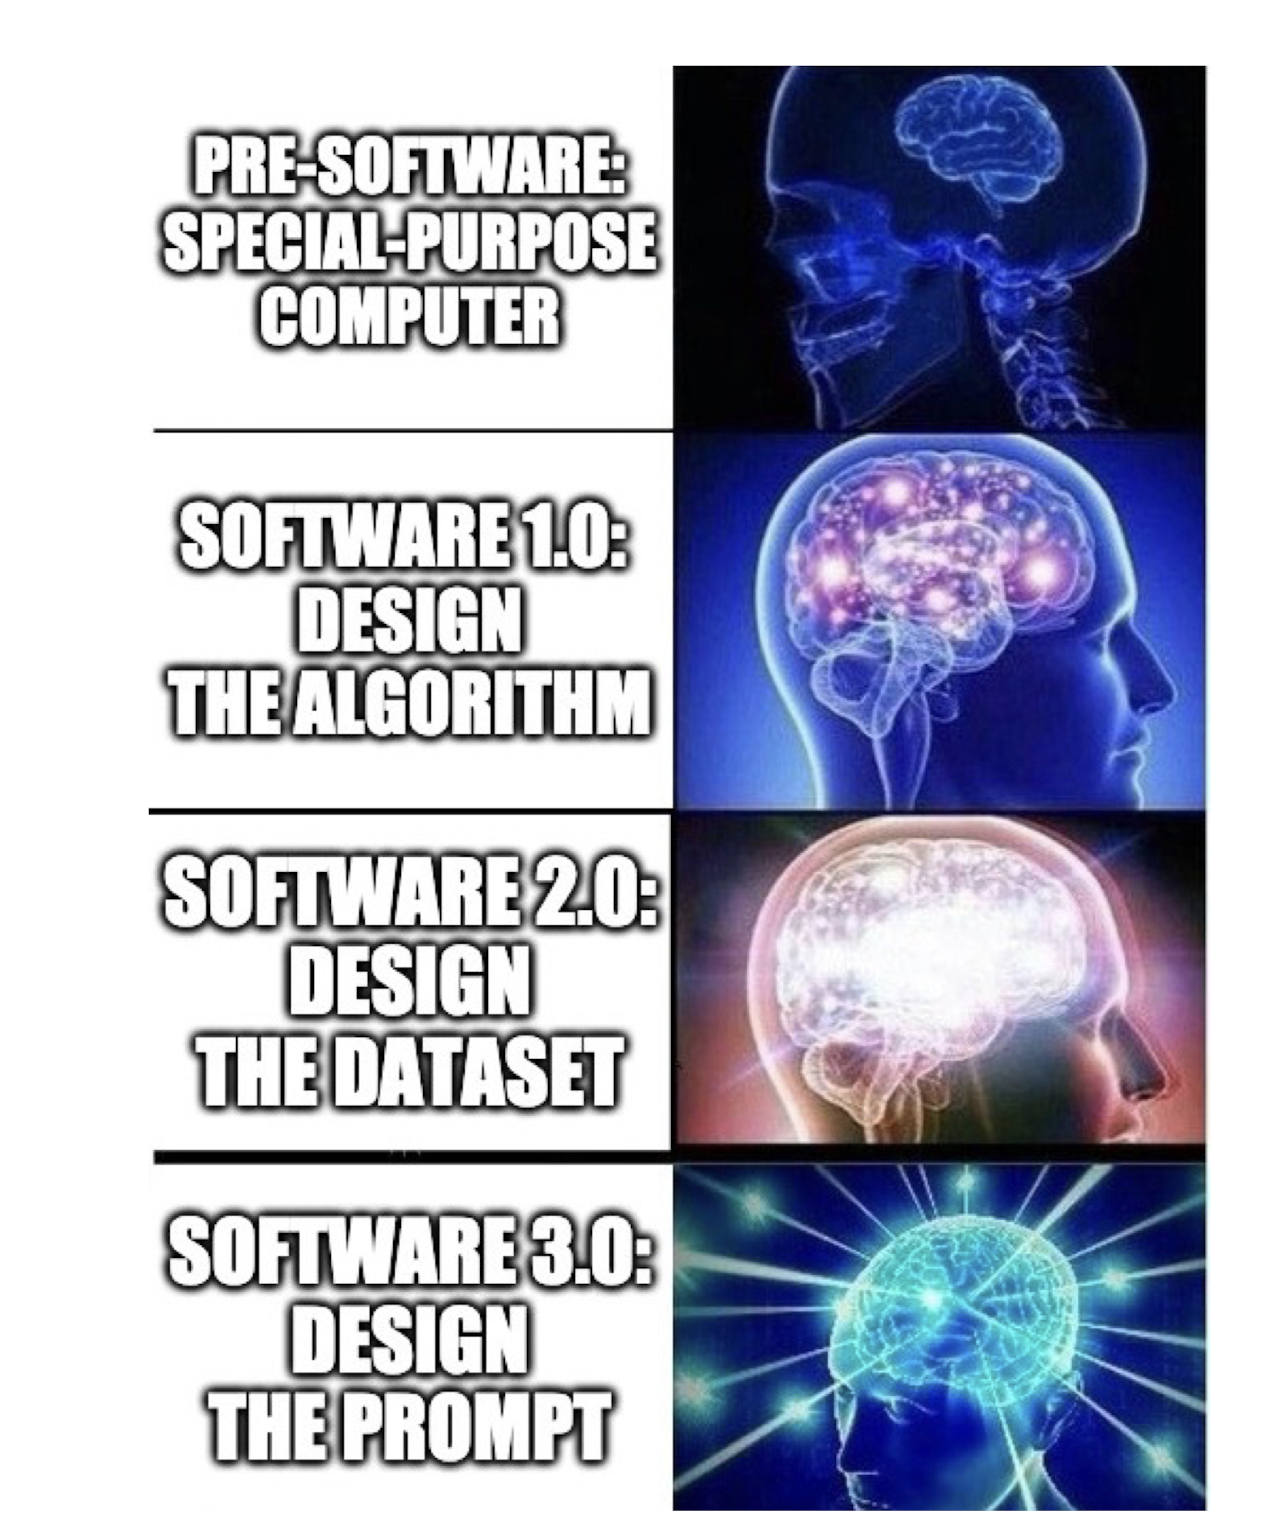 PRE-SOFTWARE:
SPECIAL-PURPOSE
COMPUTER
SOFTWARE 1.0:
DESIGN
THE ALGORITHM
SOFTWARE 2.0:
DESIGN
THE DATASET
SOFTWARE 3.0:
DESIGN
THE PROMPT